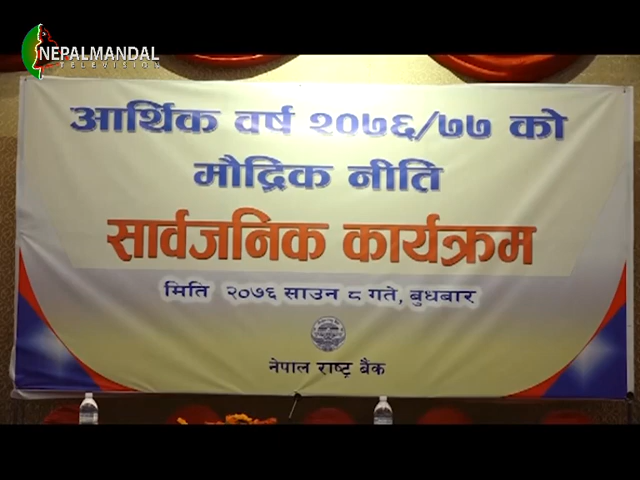 NEPALMANDAL
TELEVISION
आर्थिक वर्ष २०७६/७७ को
मौद्रिक नीति
सार्वजनिक कार्यक्रम
मिति २०७६ साउन ८ गते, बुधबार
नेपाल राष्ट्र बैंक